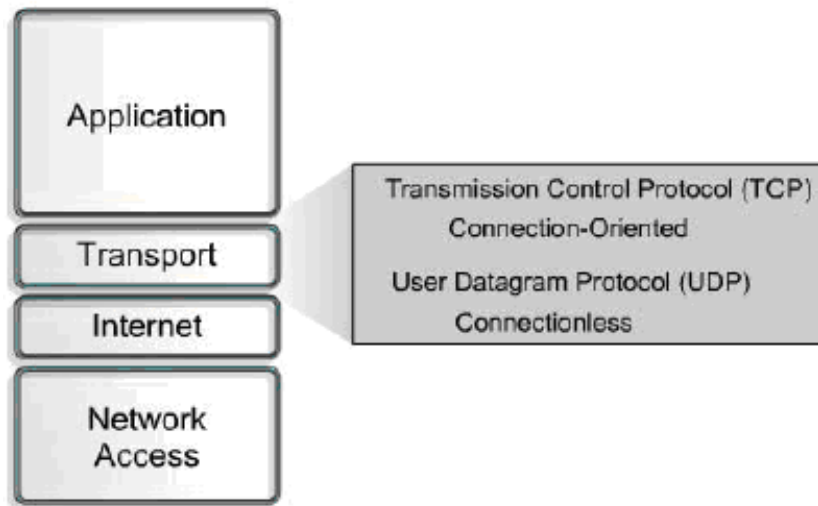 Application
Transport
Internet
Network
Access
Transmission Control Protocol (TCP)
Connection-Oriented
User Datagram Protocol (UDP)
Connectionless